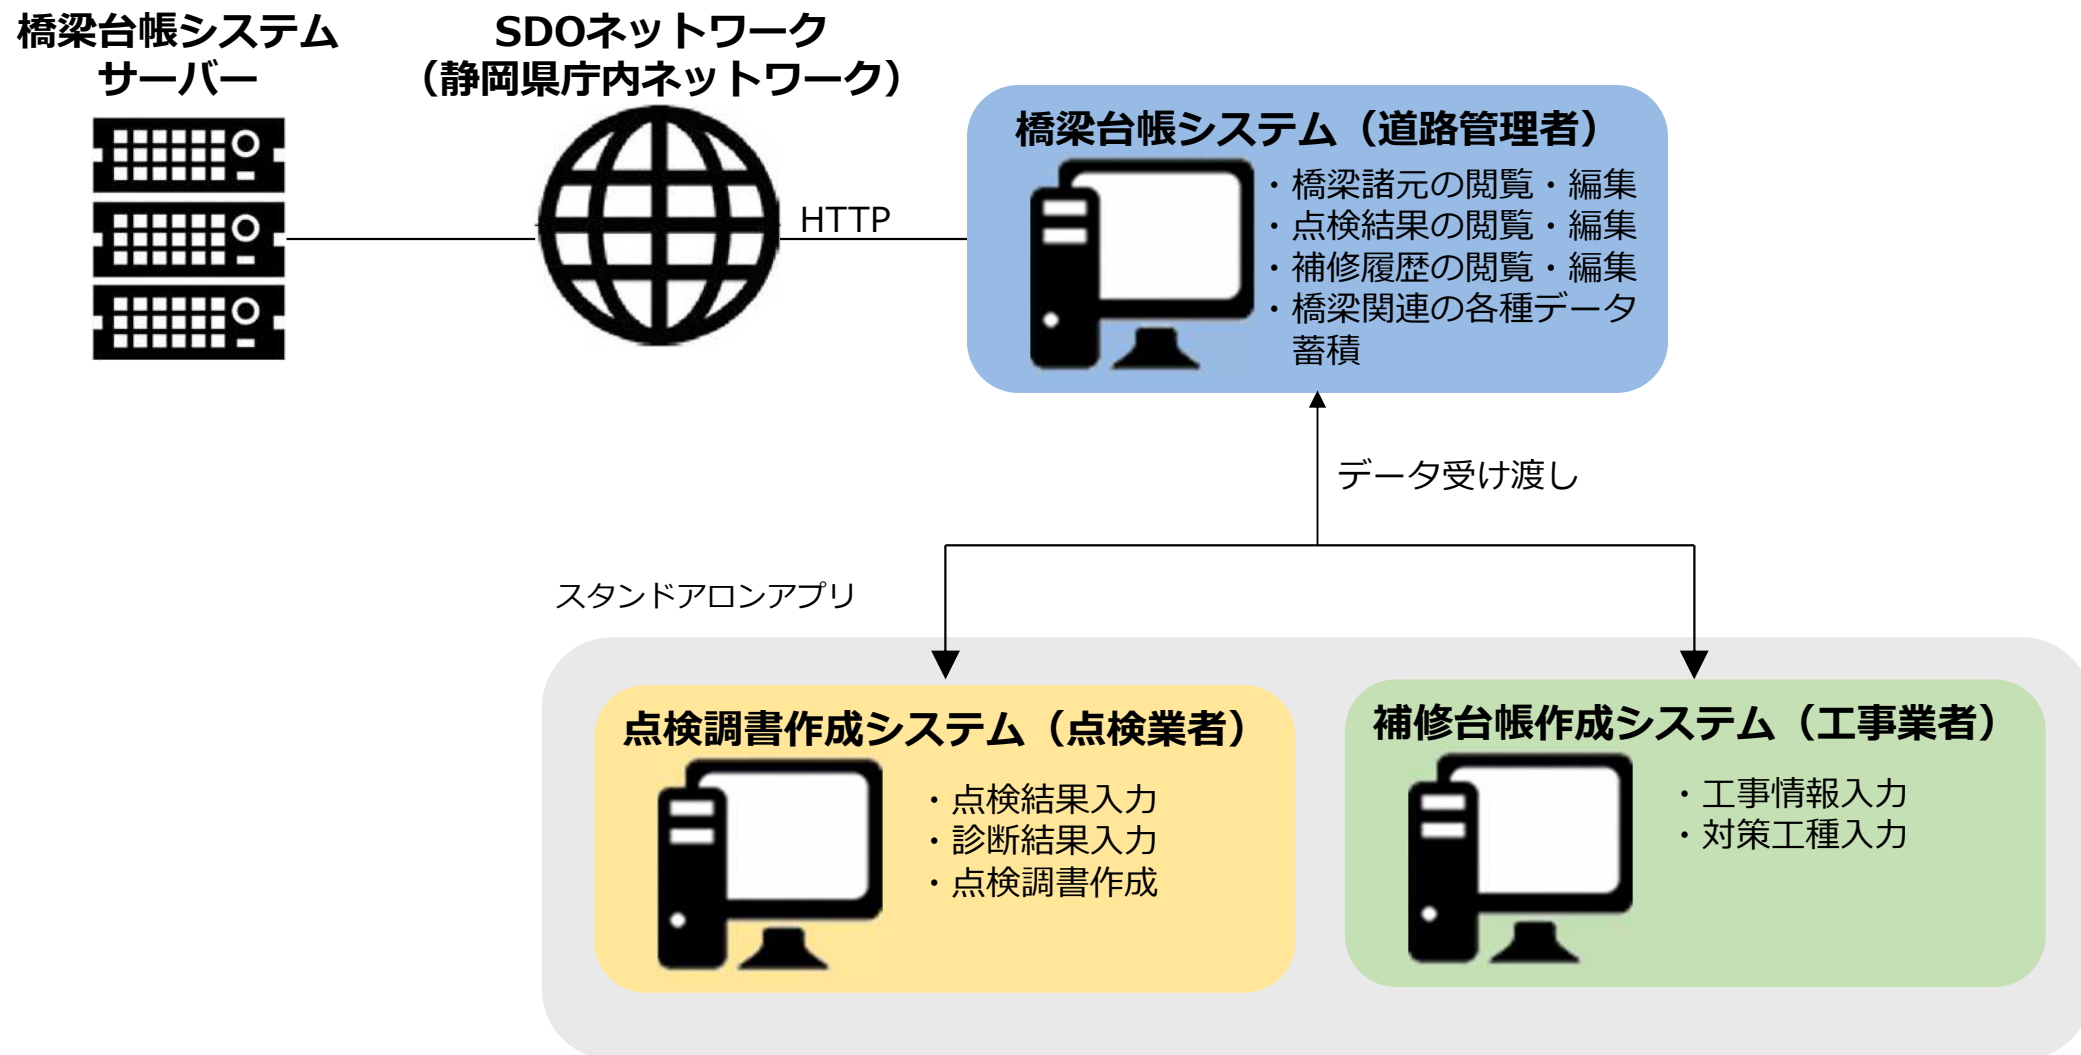 橋梁台帳システム
サーバー
SDOネットワーク
（静岡県庁内ネットワーク）
HTTP
橋梁台帳システム（道路管理者）
・橋梁諸元の閲覧・編集
・点検結果の閲覧・編集
・補修履歴の閲覧・編集
・橋梁関連の各種データ
蓄積
データ受け渡し
スタンドアロンアプリ
点検調書作成システム（点検業者）
・点検結果入力
・診断結果入力
・点検調書作成
補修台帳作成システム（工事業者）
・工事情報入力
・対策工種入力